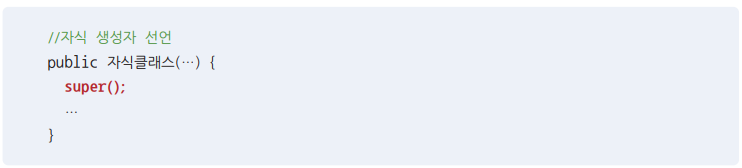 //자식 생성자 선언
public 자식클래스(…) {
super();
…
}